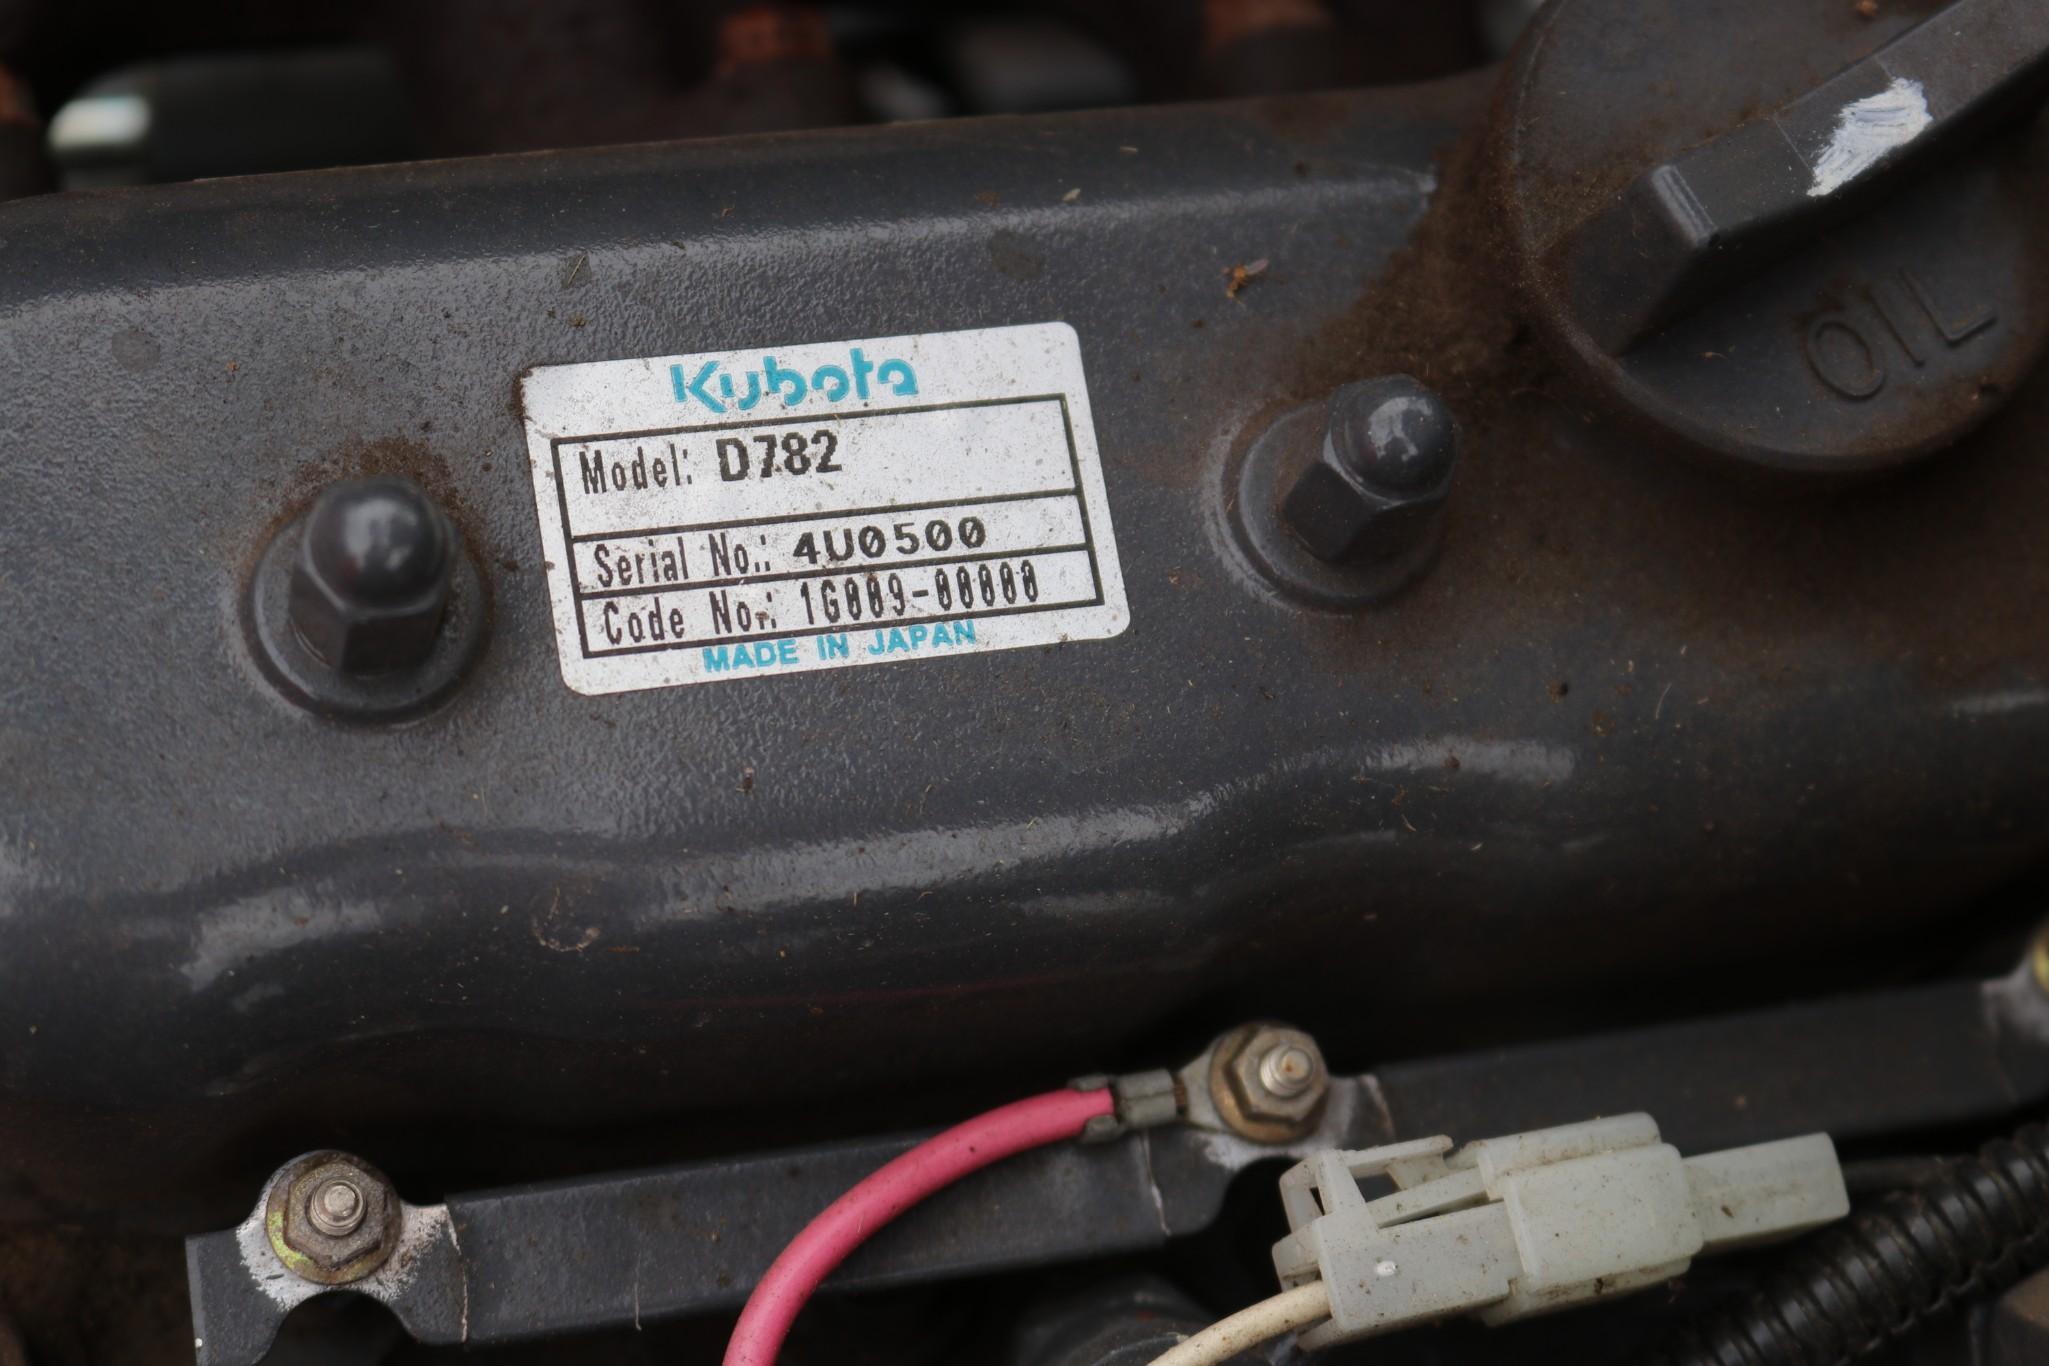 Kubota
Model: D782
Serial No.: 4U0500
Code No.: 1G009-00000
MADE IN JAPAN
OIL